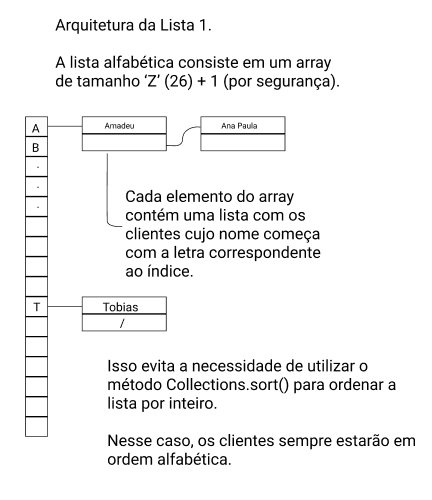 Arquitetura da Lista 1.
A lista alfabética consiste em um array
de tamanho ‘Z’ (26) + 1 (por segurança).
A
Amadeu
Ana Paula
B
.
.
.
Cada elemento do array
contém uma lista com os
clientes cujo nome começa
com a letra correspondente
ao índice.
T
Tobias
/
Isso evita a necessidade de utilizar o
método Collections.sort() para ordenar a
lista por inteiro.
Nesse caso, os clientes sempre estarão em
ordem alfabética.